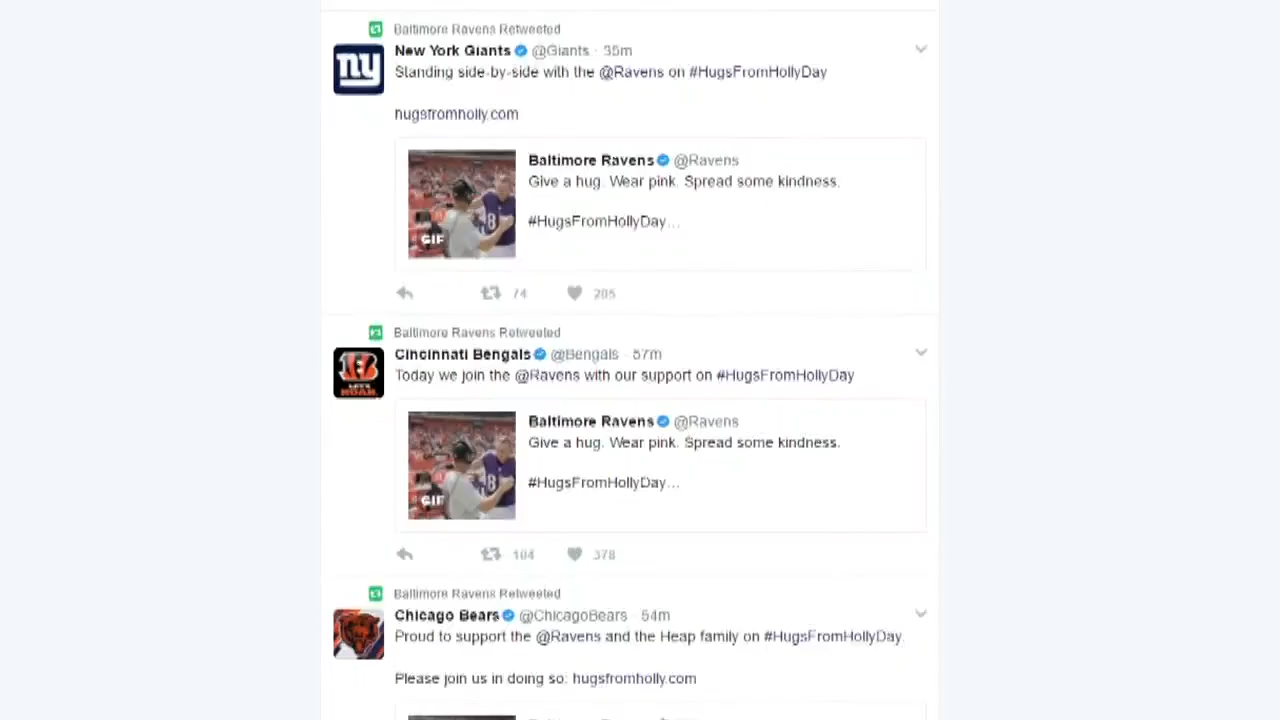 Baltimore Ravens Retweeted
New York Giants @Giants · 35m
Standing side-by-side with the @Ravens on #HugsFromHollyDay
hugsfromholly.com
Baltimore Ravens @Ravens
Give a hug. Wear pink. Spread some kindness.
#HugsFromHollyDay...
GIF
74 205
Baltimore Ravens Retweeted
Cincinnati Bengals @Bengals · 57m
Today we join the @Ravens with our support on #HugsFromHollyDay
Baltimore Ravens @Ravens
Give a hug. Wear pink. Spread some kindness.
#HugsFromHollyDay...
GIF
104 378
Baltimore Ravens Retweeted
Chicago Bears @ChicagoBears · 54m
Proud to support the @Ravens and the Heap family on #HugsFromHollyDay.
Please join us in doing so: hugsfromholly.com